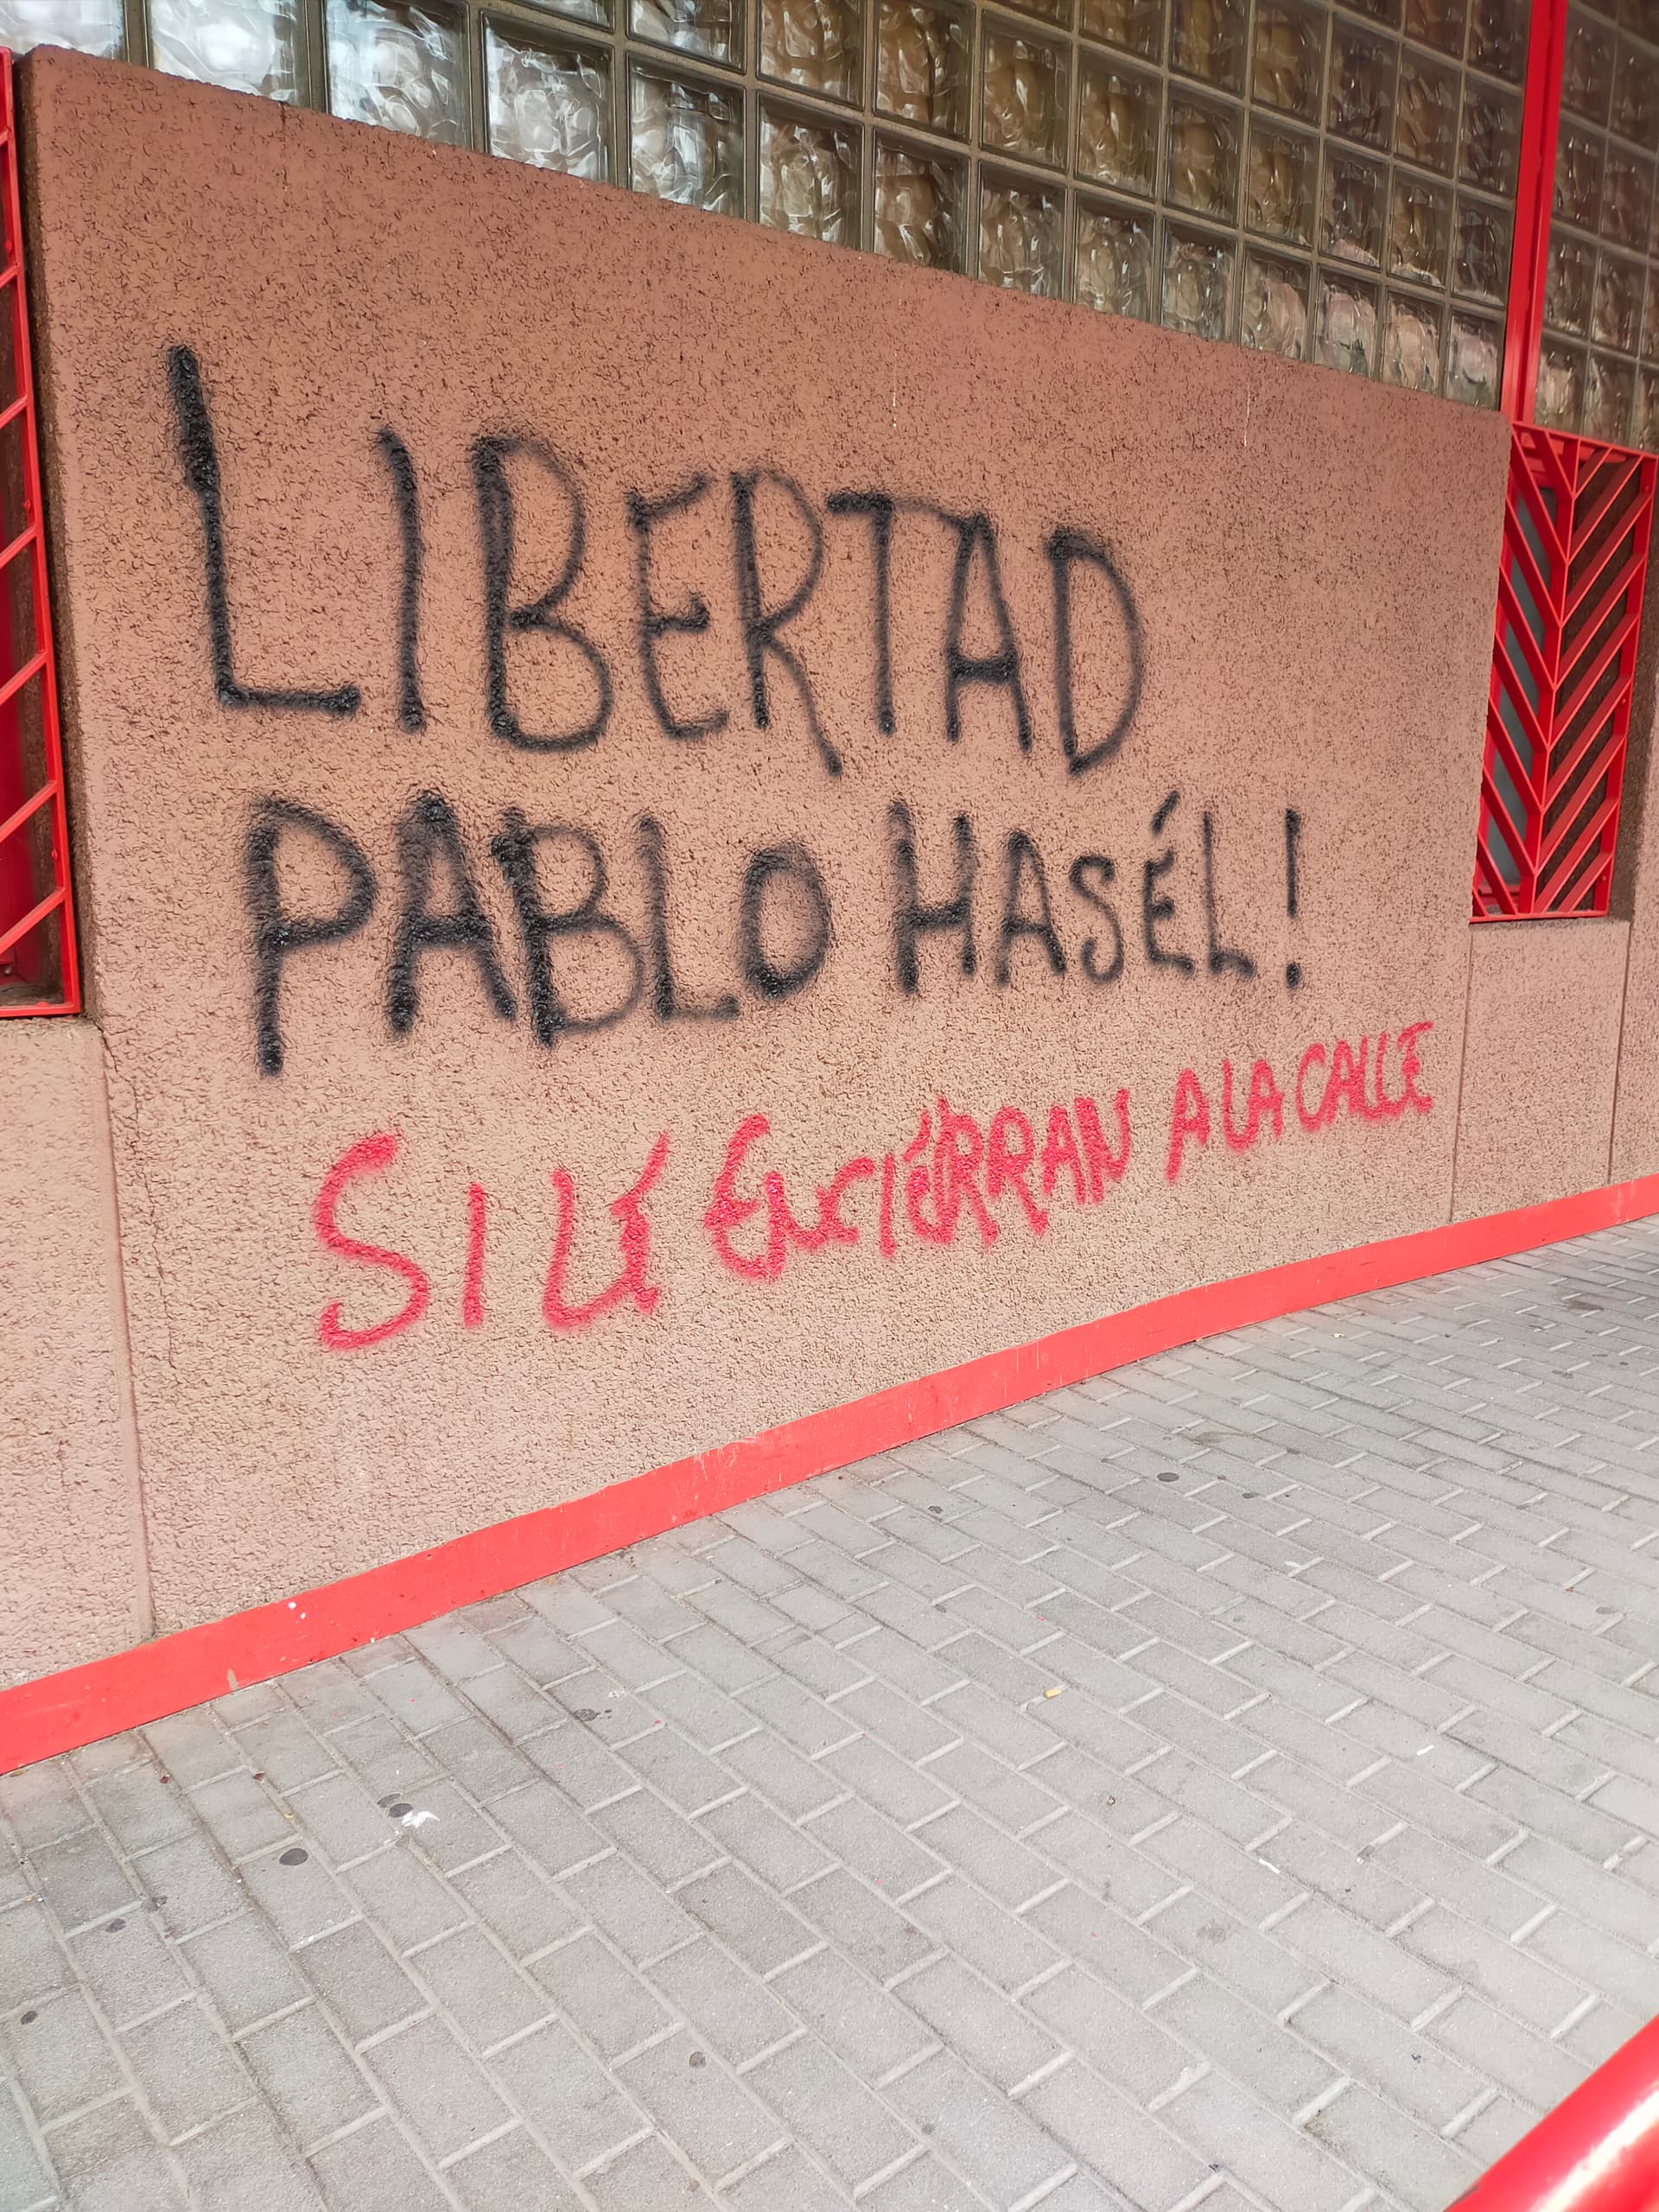 LIBERTAD
PABLO HASÉL!
SI LE ENCIERRAN A LA CALLE